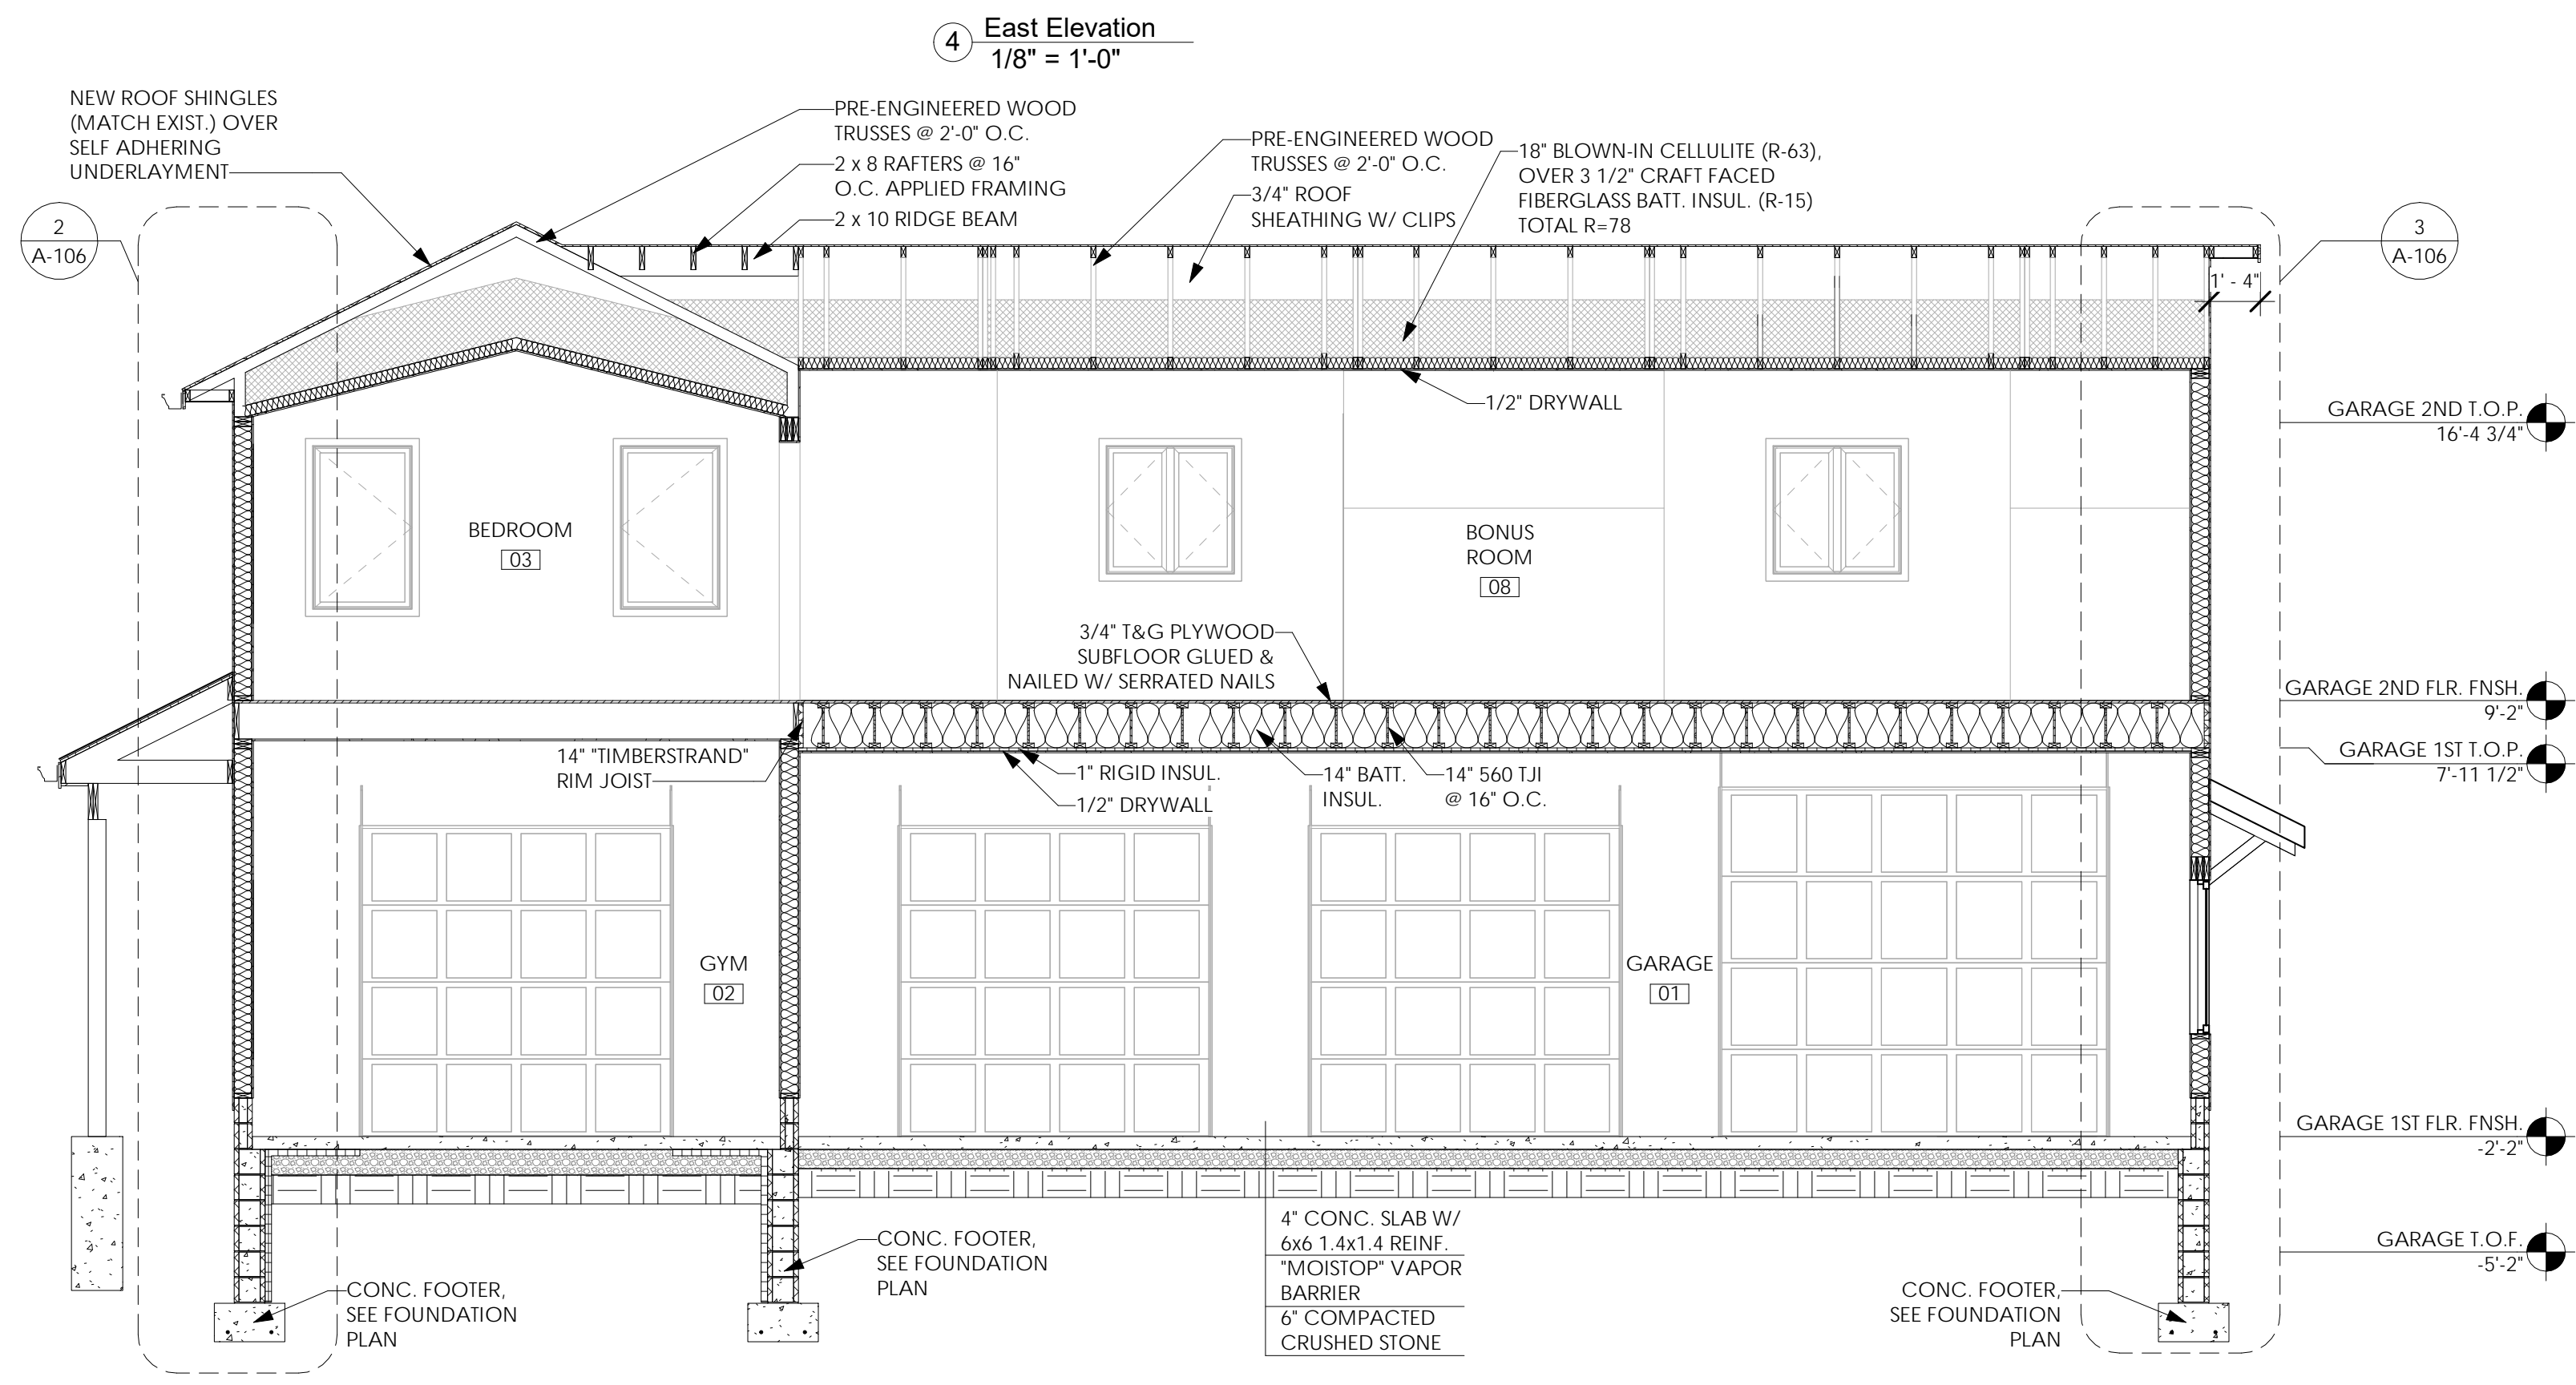 4
East Elevation
1/8" = 1'-0"
NEW ROOF SHINGLES
(MATCH EXIST.) OVER
SELF ADHERING
UNDERLAYMENT
PRE-ENGINEERED WOOD
TRUSSES @ 2'-0" O.C.
2 x 8 RAFTERS @ 16"
O.C. APPLIED FRAMING
2 x 10 RIDGE BEAM
PRE-ENGINEERED WOOD
TRUSSES @ 2'-0" O.C.
3/4" ROOF
SHEATHING W/ CLIPS
18" BLOWN-IN CELLULITE (R-63),
OVER 3 1/2" CRAFT FACED
FIBERGLASS BATT. INSUL. (R-15)
TOTAL R=78
2
A-106
3
A-106
1' - 4"
1/2" DRYWALL
GARAGE 2ND T.O.P.
16'-4 3/4"
BEDROOM
03
BONUS
ROOM
08
3/4" T&G PLYWOOD
SUBFLOOR GLUED &
NAILED W/ SERRATED NAILS
GARAGE 2ND FLR. FNSH.
9'-2"
GARAGE 1ST T.O.P.
7'-11 1/2"
14" "TIMBERSTRAND"
RIM JOIST
1" RIGID INSUL.
1/2" DRYWALL
14" BATT.
INSUL.
14" 560 TJI
@ 16" O.C.
GYM
02
GARAGE
01
GARAGE 1ST FLR. FNSH.
-2'-2"
CONC. FOOTER,
SEE FOUNDATION
PLAN
CONC. FOOTER,
SEE FOUNDATION
PLAN
4" CONC. SLAB W/
6x6 1.4x1.4 REINF.
"MOISTOP" VAPOR
BARRIER
6" COMPACTED
CRUSHED STONE
CONC. FOOTER,
SEE FOUNDATION
PLAN
GARAGE T.O.F.
-5'-2"